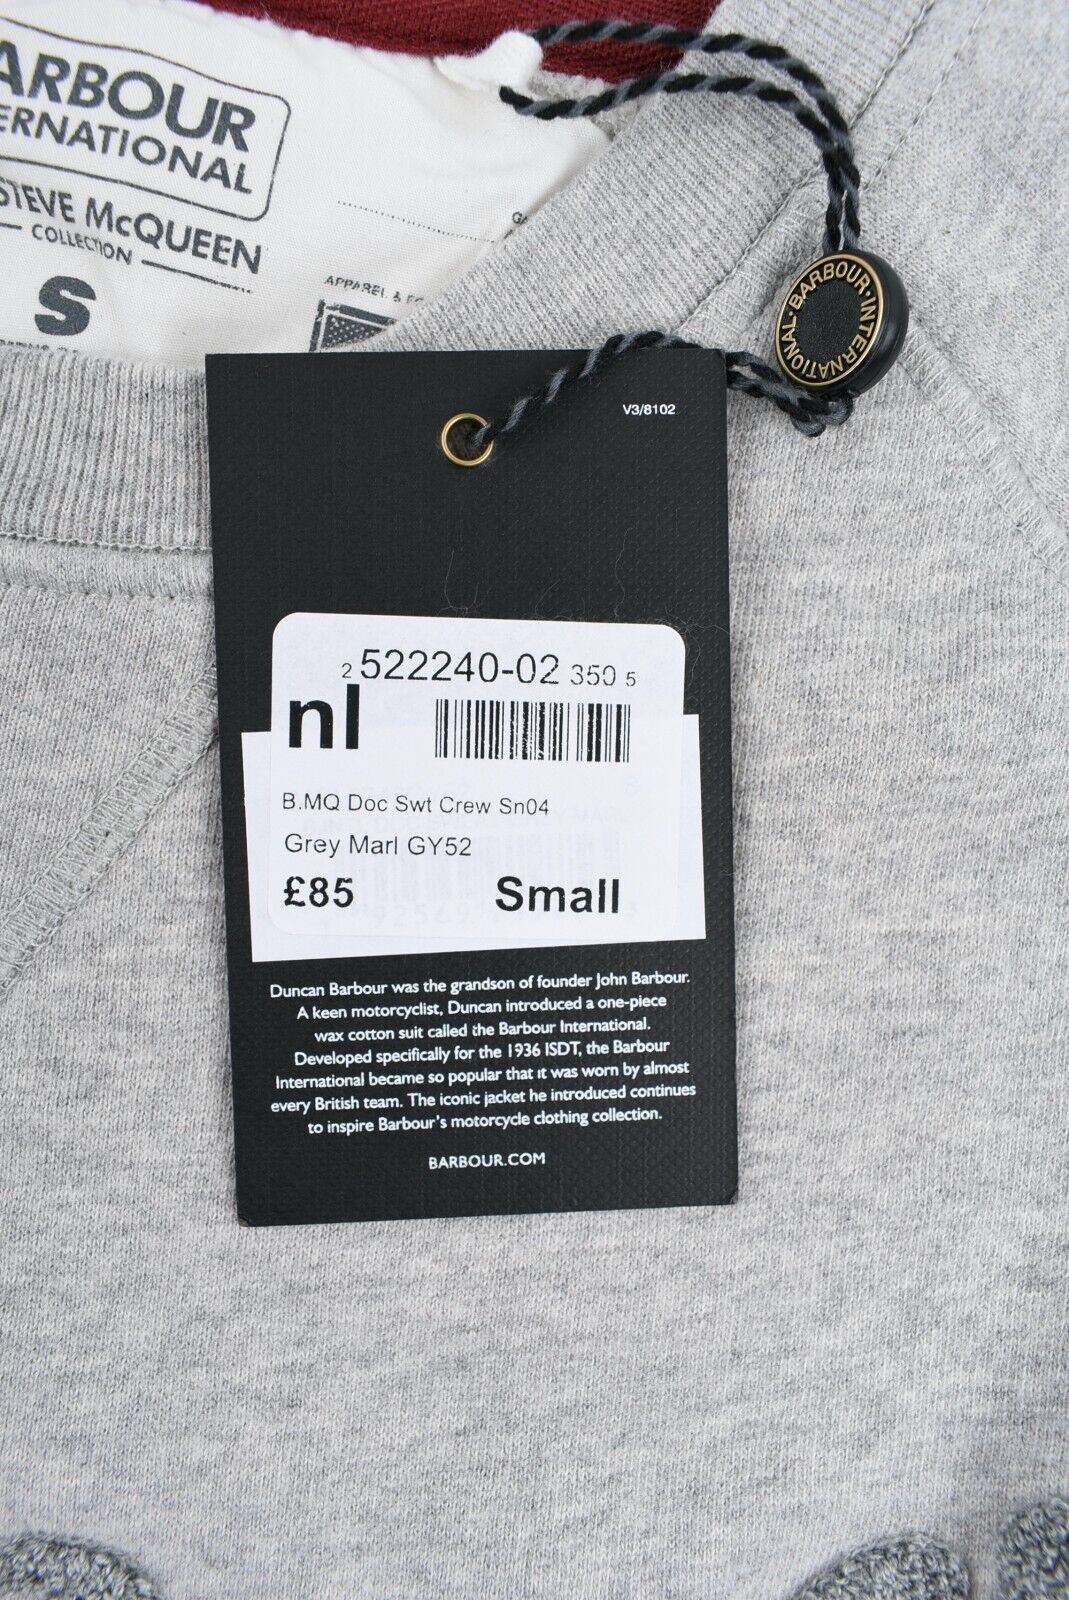 ARBOUR
ERNATIONAL
STEVE McQUEEN
COLLECTION
S
APPAREL &
BARBOUR · INTERNATIONAL ·
V3/8102
2 522240-02 350 5
nl
B.MQ Doc Swt Crew Sn04
Grey Marl GY52
£85 Small
Duncan Barbour was the grandson of founder John Barbour.
A keen motorcyclist, Duncan introduced a one-piece
wax cotton suit called the Barbour International.
Developed specifically for the 1936 ISDT, the Barbour
International became so popular that it was worn by almost
every British team. The iconic jacket he introduced continues
to inspire Barbour's motorcycle clothing collection.
BARBOUR.COM